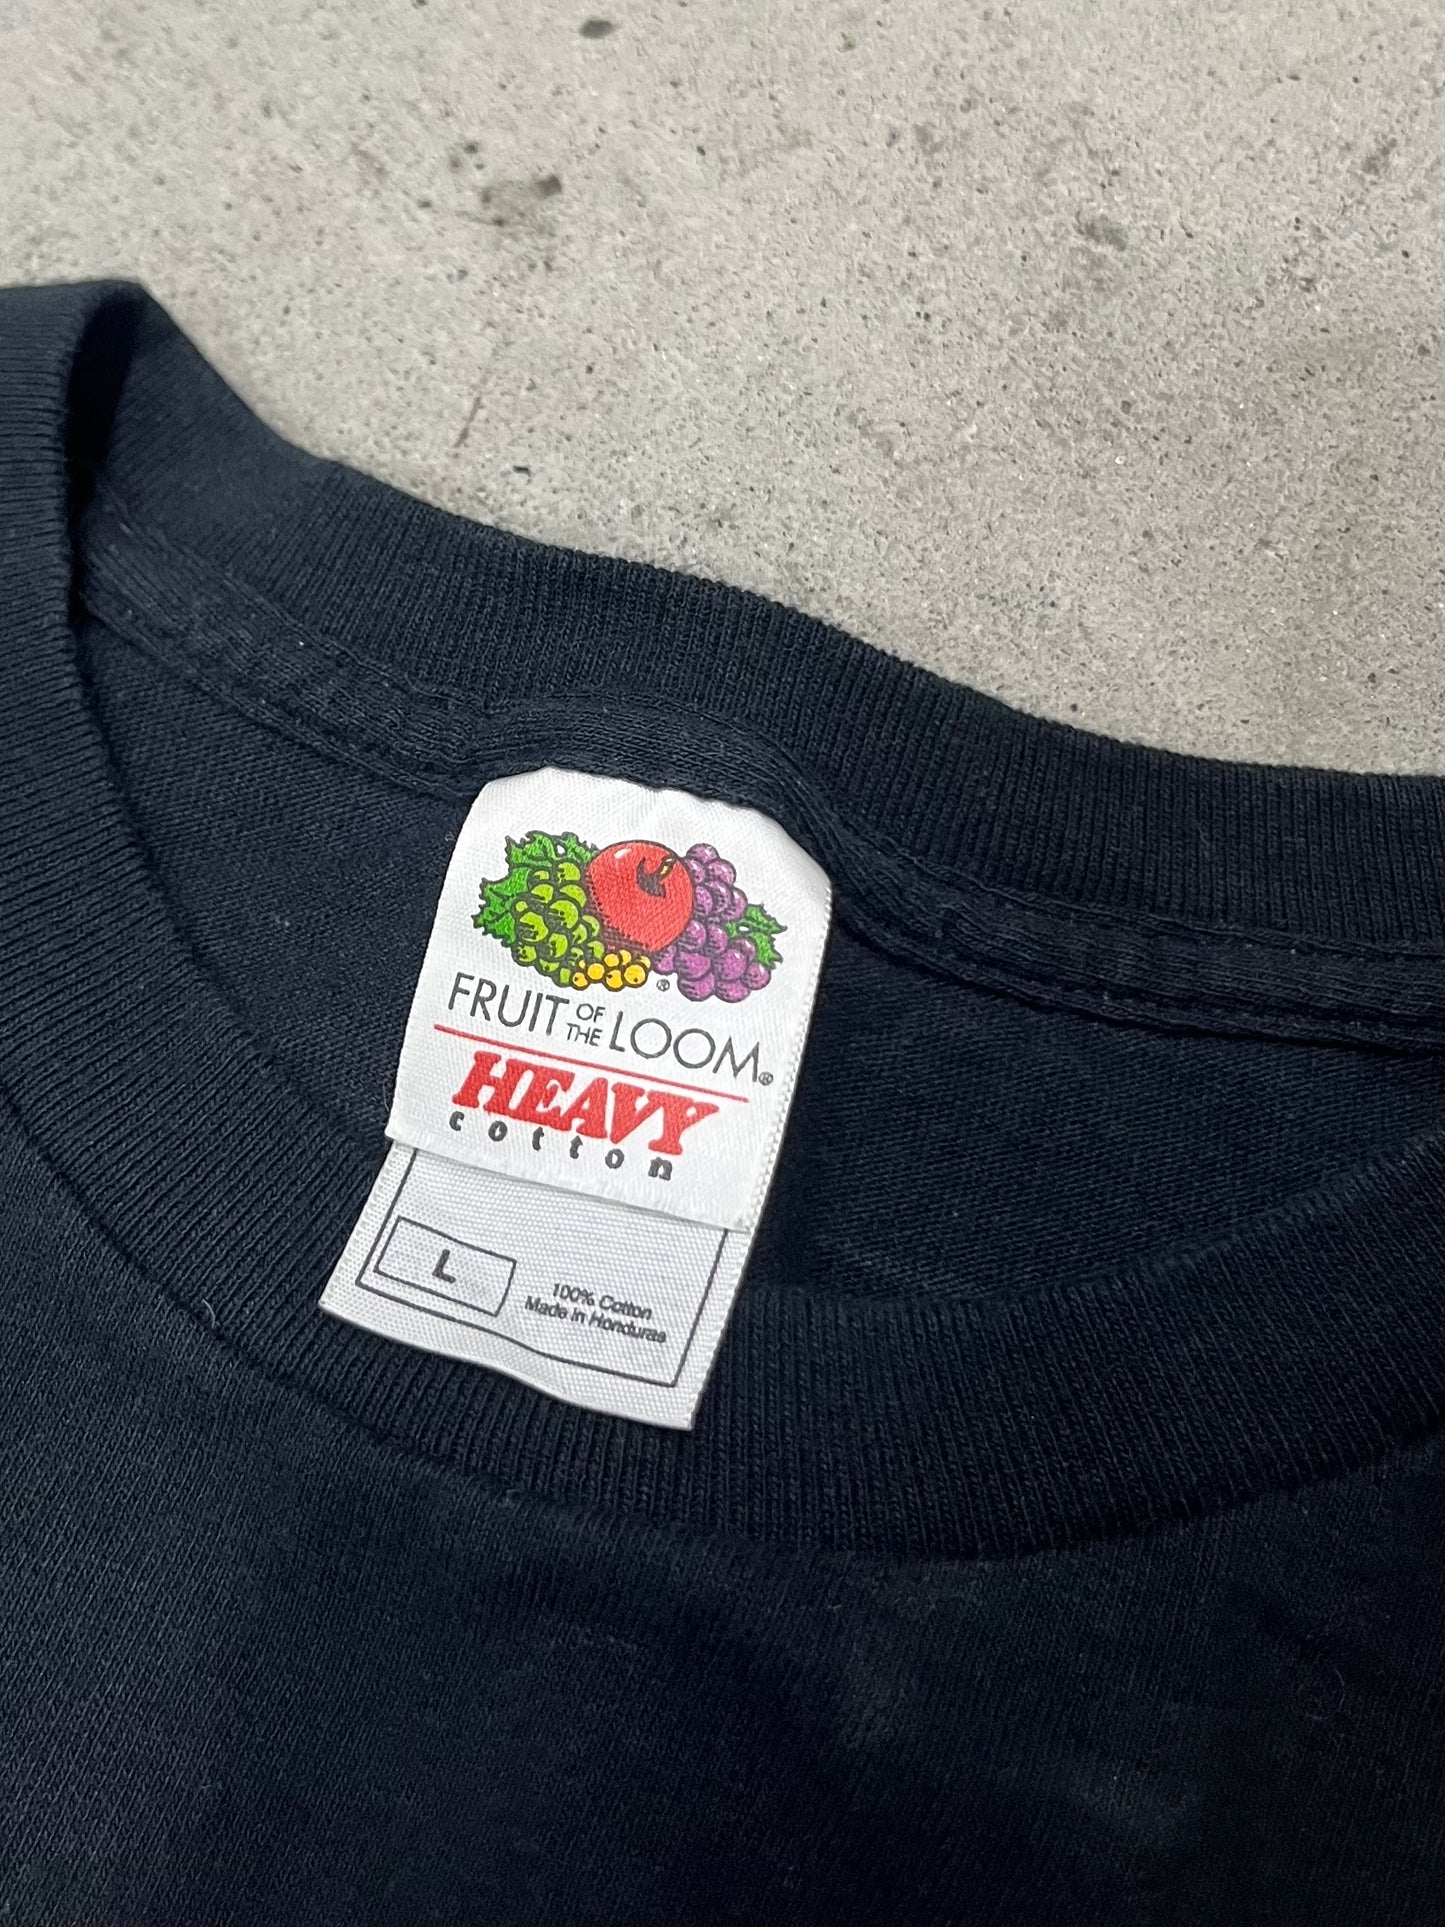 FRUIT OF THE LOOM®
HEAVY
cotton
L
100% Cotton
Made in Honduras